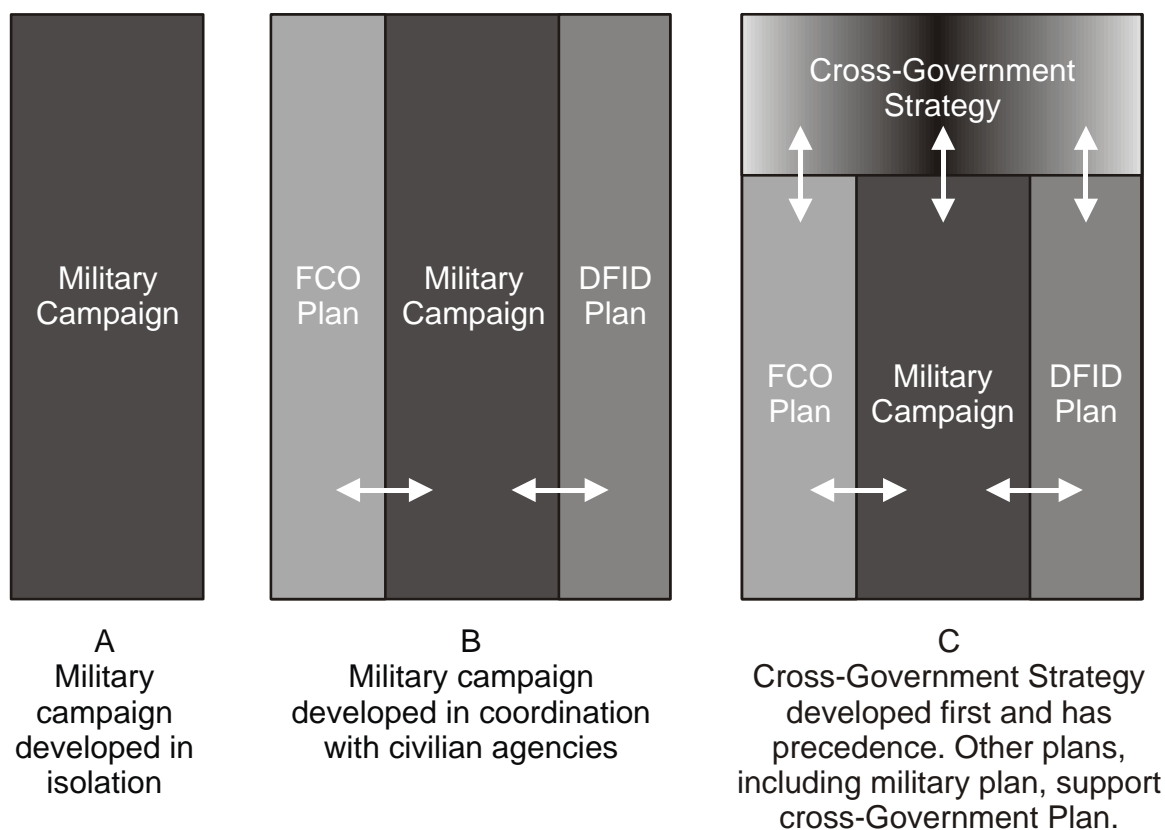 Military
Campaign
A
Military
campaign
developed in
isolation
FCO
Plan
Military
Campaign
DFID
Plan
B
Military campaign
developed in coordination
with civilian agencies
Cross-Government
Strategy
FCO
Plan
Military
Campaign
DFID
Plan
C
Cross-Government Strategy
developed first and has
precedence. Other plans,
including military plan, support
cross-Government Plan.